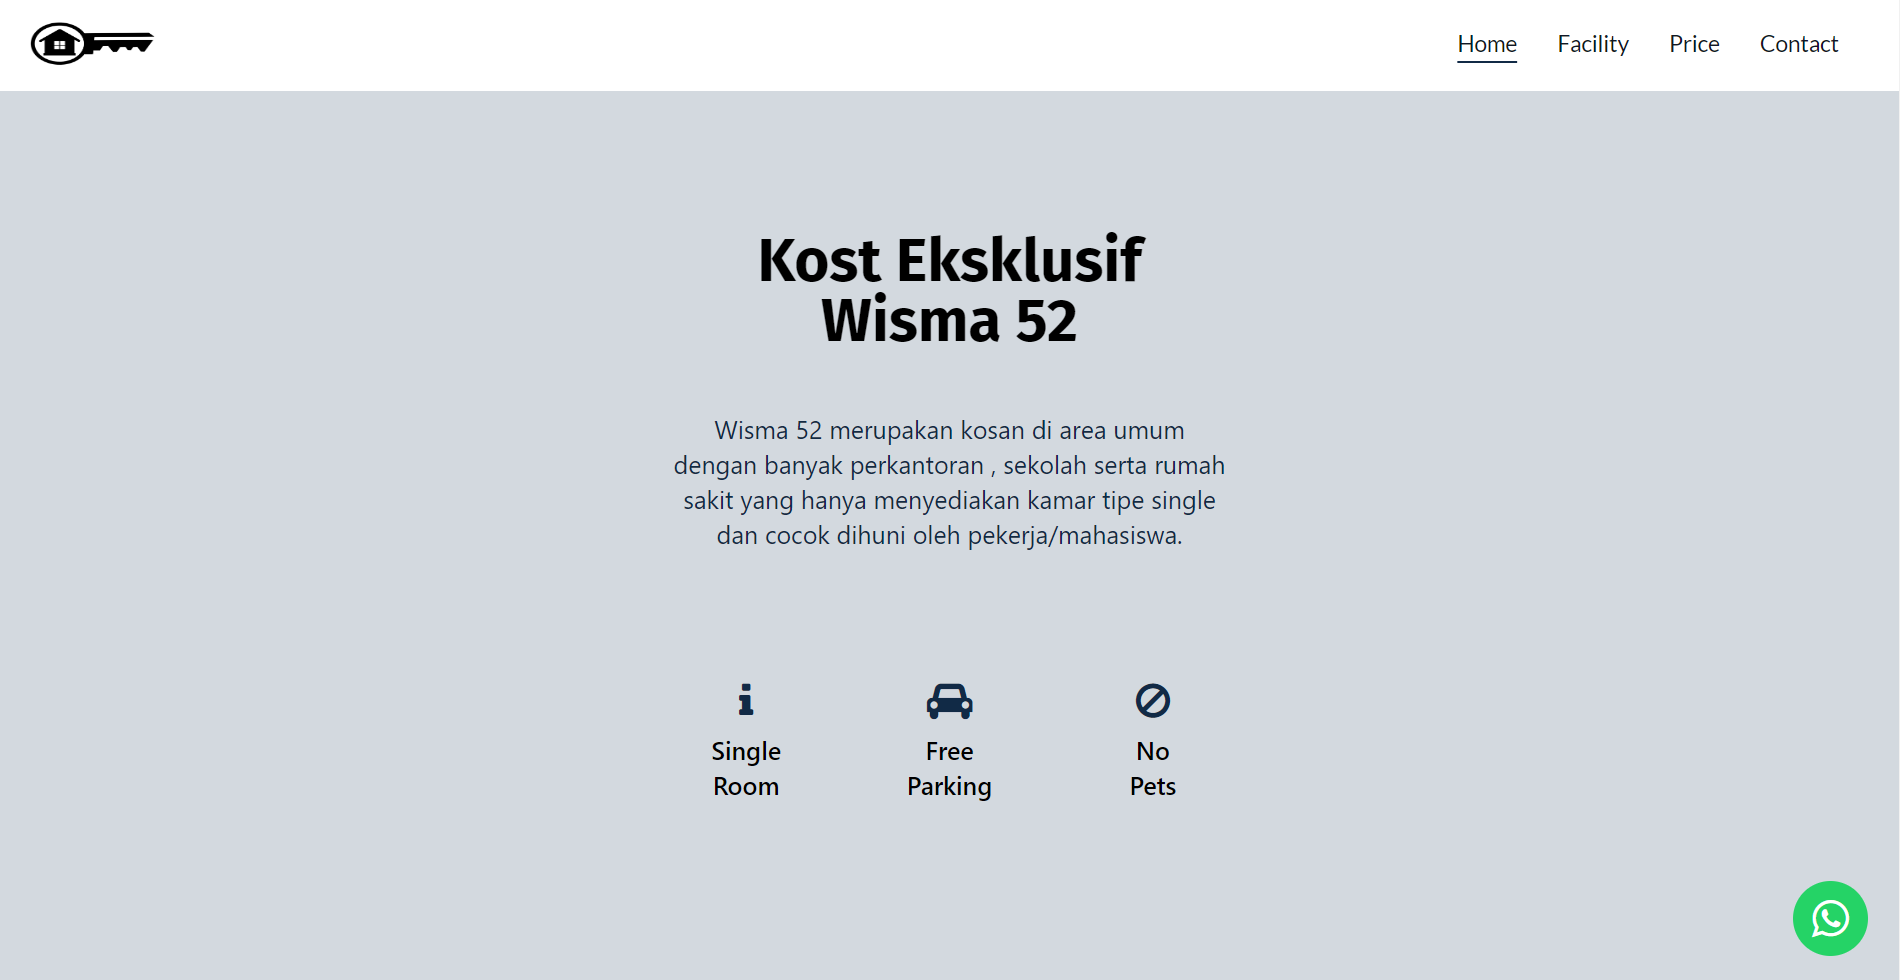 Home Facility Price Contact
Kost Eksklusif
Wisma 52
Wisma 52 merupakan kosan di area umum
dengan banyak perkantoran , sekolah serta rumah
sakit yang hanya menyediakan kamar tipe single
dan cocok dihuni oleh pekerja/mahasiswa.
Single
Room
Free
Parking
No
Pets